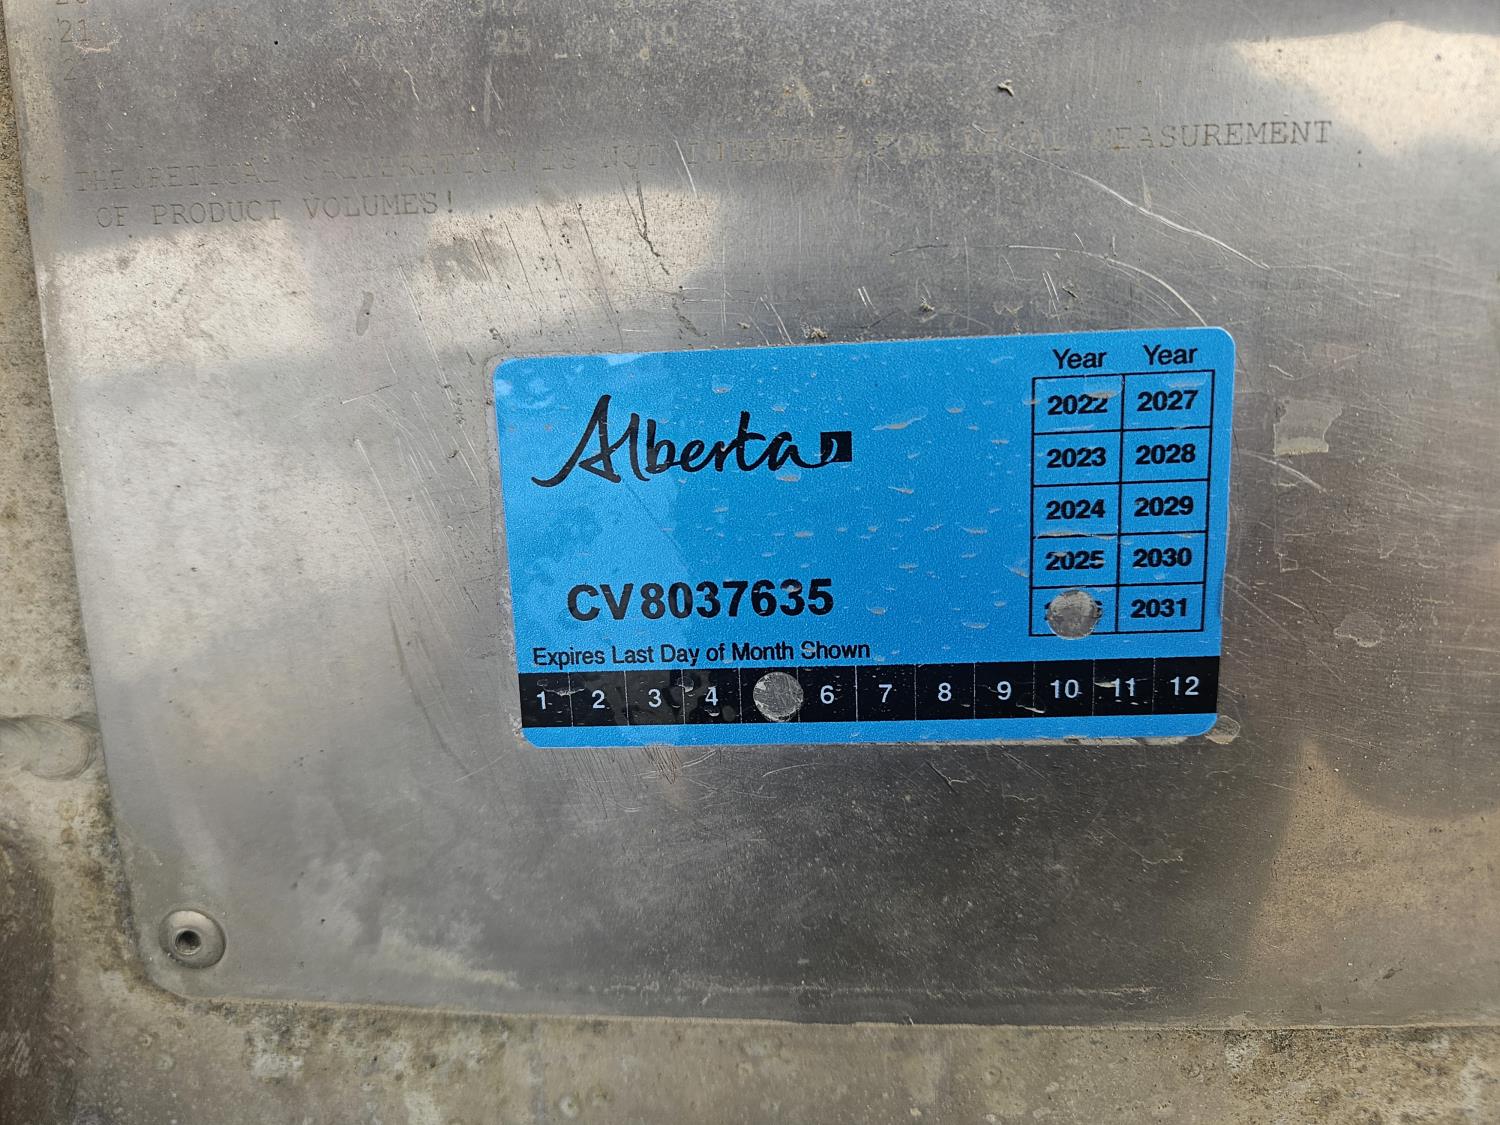 21
25
* THEORETICAL CALIBRATION IS NOT INTENDED FOR LEGAL MEASUREMENT
OF PRODUCT VOLUMES!
Year Year
2022 2027
2023 2028
2024 2029
2025 2030
2031
Alberta
CV8037635
Expires Last Day of Month Shown
1 2 3 4 6 7 8 9 10 11 12